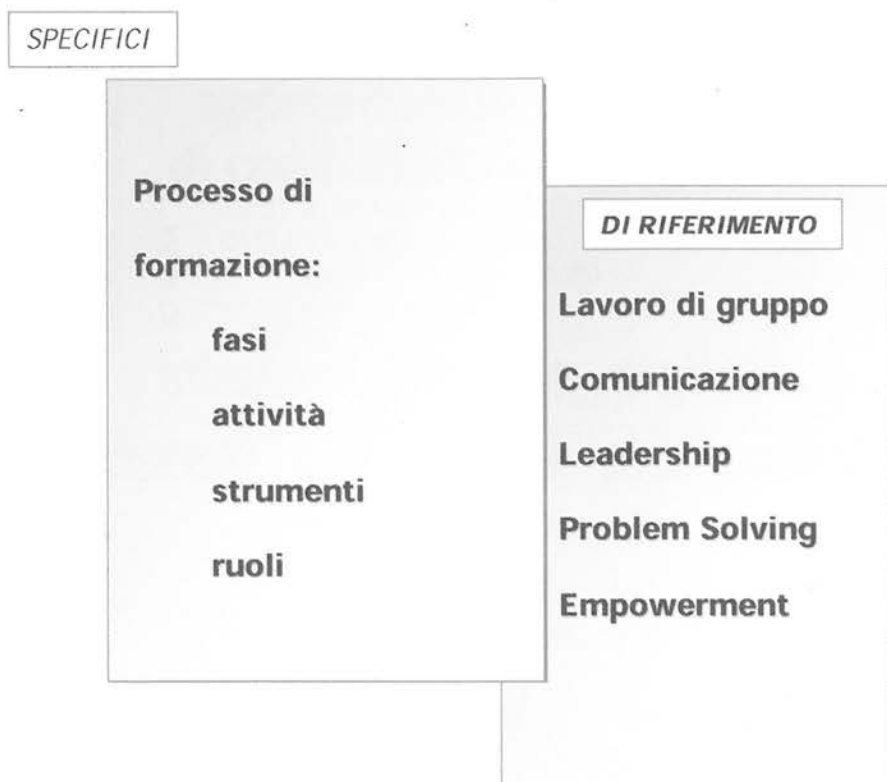 SPECIFICI
Processo di
formazione:
fasi
attività
strumenti
ruoli
DI RIFERIMENTO
Lavoro di gruppo
Comunicazione
Leadership
Problem Solving
Empowerment